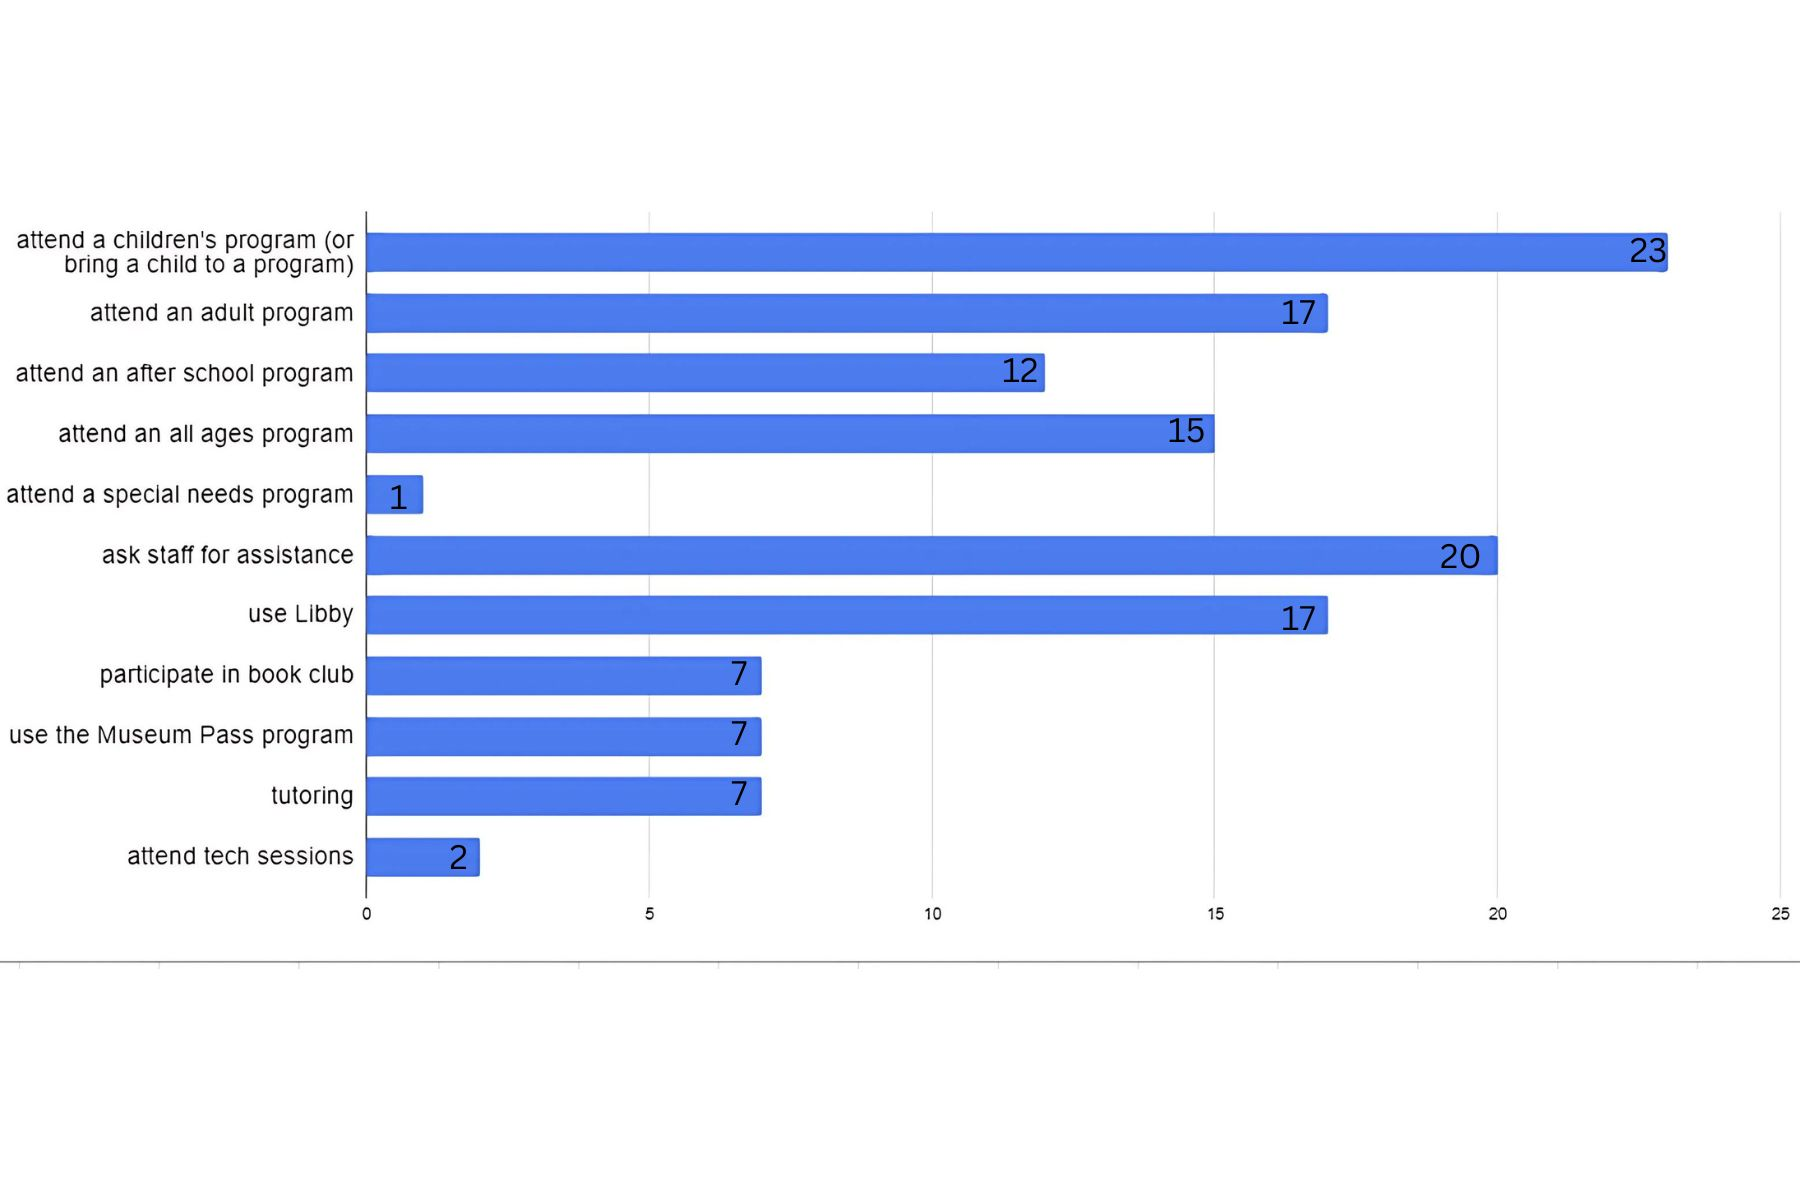 attend a children's program (or
bring a child to a program)
23
attend an adult program
17
attend an after school program
12
attend an all ages program
15
attend a special needs program
1
ask staff for assistance
20
use Libby
17
participate in book club
7
use the Museum Pass program
7
tutoring
7
attend tech sessions
2
0 5 10 15 20 25